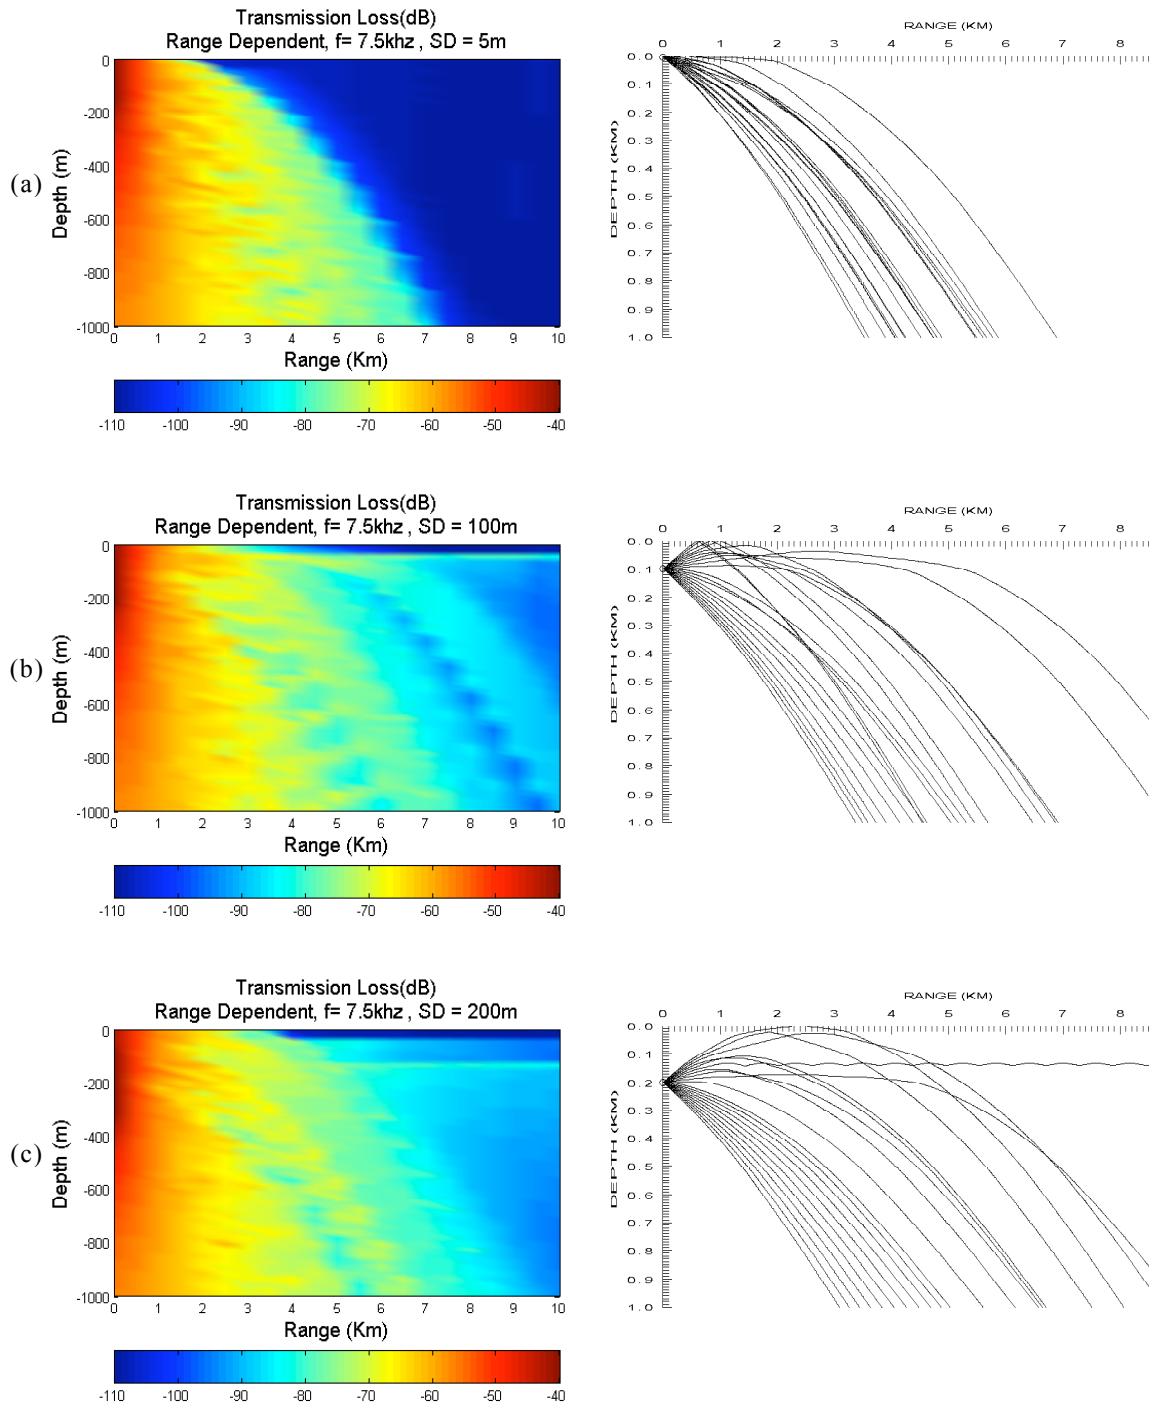 Transmission Loss(dB)
Range Dependent, f= 7.5khz , SD = 5m
0
-200
-400
-600
-800
-1000
Depth (m)
0 1 2 3 4 5 6 7 8 9 10
Range (Km)
-110 -100 -90 -80 -70 -60 -50 -40
(a)
RANGE (KM)
0 1 2 3 4 5 6 7 8
0.0
0.1
0.2
0.3
0.4
0.5
0.6
0.7
0.8
0.9
1.0
DEPTH (KM)
Transmission Loss(dB)
Range Dependent, f= 7.5khz , SD = 100m
0
-200
-400
-600
-800
-1000
Depth (m)
0 1 2 3 4 5 6 7 8 9 10
Range (Km)
-110 -100 -90 -80 -70 -60 -50 -40
(b)
RANGE (KM)
0 1 2 3 4 5 6 7 8
0.0
0.1
0.2
0.3
0.4
0.5
0.6
0.7
0.8
0.9
1.0
DEPTH (KM)
Transmission Loss(dB)
Range Dependent, f= 7.5khz , SD = 200m
0
-200
-400
-600
-800
-1000
Depth (m)
0 1 2 3 4 5 6 7 8 9 10
Range (Km)
-110 -100 -90 -80 -70 -60 -50 -40
(c)
RANGE (KM)
0 1 2 3 4 5 6 7 8
0.0
0.1
0.2
0.3
0.4
0.5
0.6
0.7
0.8
0.9
1.0
DEPTH (KM)